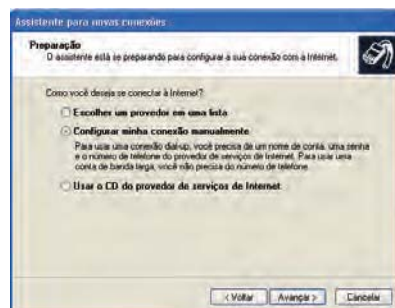 Assistente para novas conexões
Preparação
O assistente está se preparando para configurar a sua conexão com a Internet.
Como você deseja se conectar à Internet?
Escolher um provedor em uma lista
Configurar minha conexão manualmente
Para usar uma conexão dial-up, você precisa de um nome de conta, uma senha
e o número de telefone do provedor de serviços de Internet. Para usar uma
conta de banda larga, você não precisa do número de telefone.
Usar o CD do provedor de serviços de Internet
< Voltar
Avançar >
Cancelar